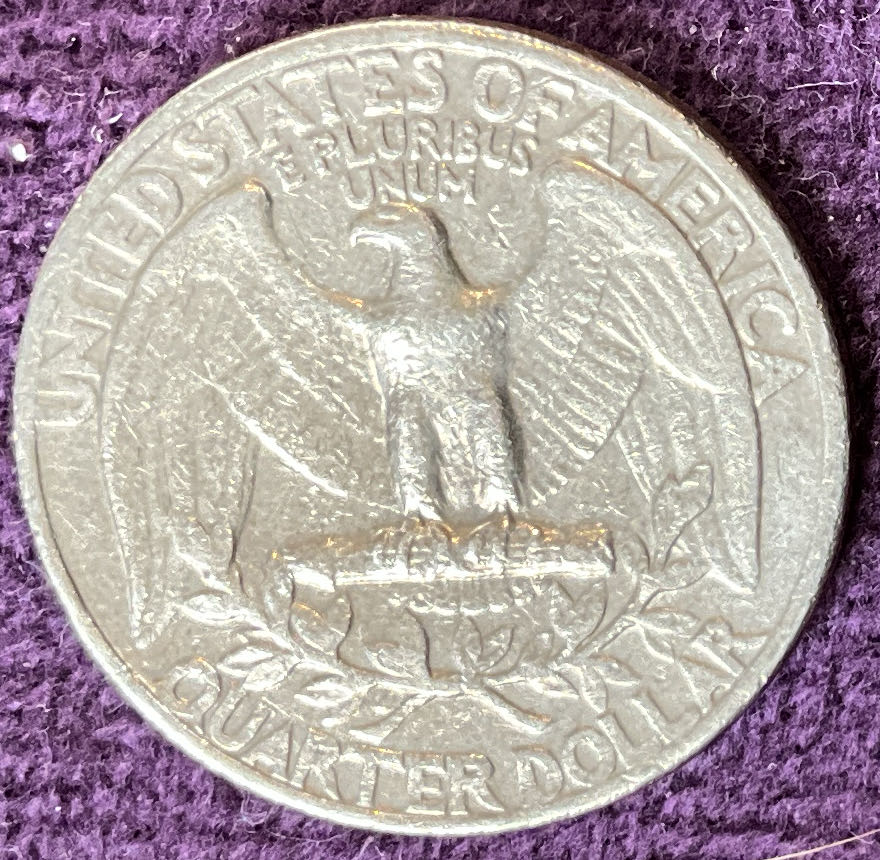 UNITED STATES OF AMERICA
E PLURIBUS
UNUM
QUARTER DOLLAR